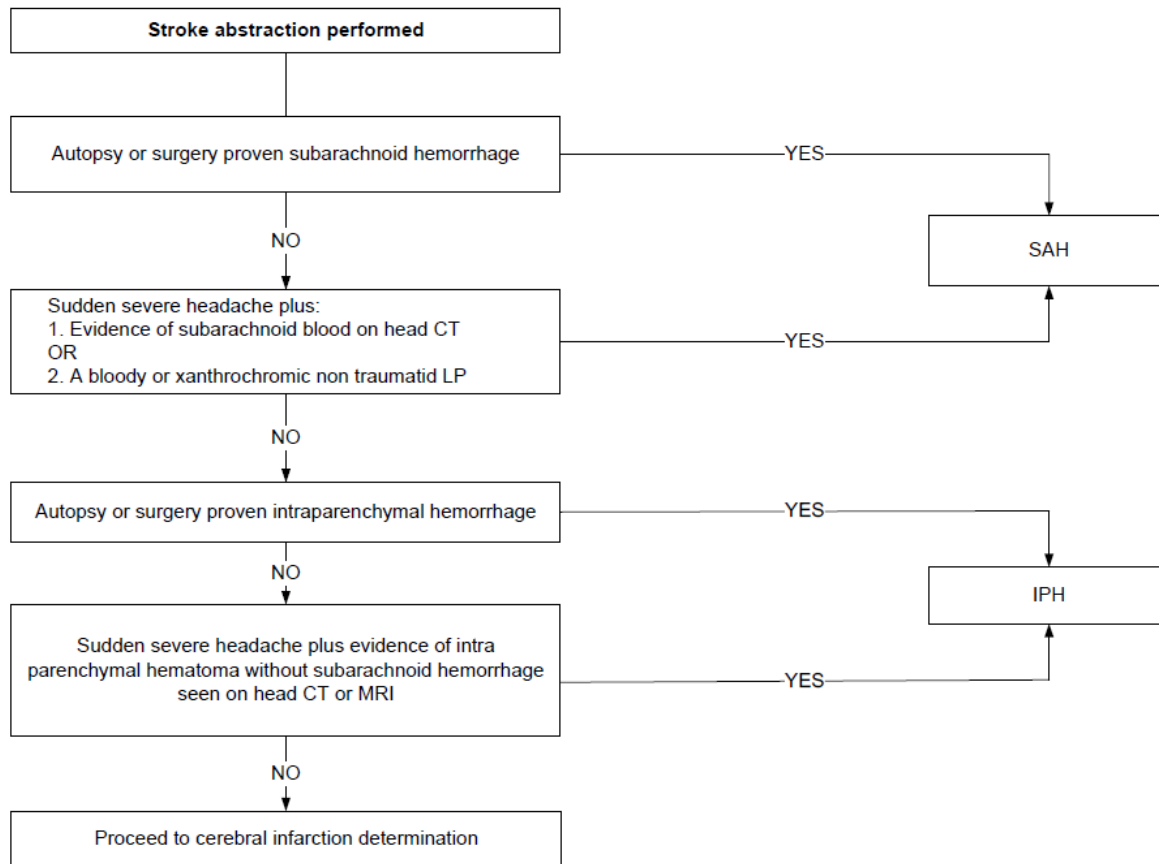 Stroke abstraction performed
Autopsy or surgery proven subarachnoid hemorrhage
YES
SAH
NO
Sudden severe headache plus:
1. Evidence of subarachnoid blood on head CT
OR
2. A bloody or xanthrochromic non traumatid LP
YES
NO
Autopsy or surgery proven intraparenchymal hemorrhage
YES
IPH
NO
Sudden severe headache plus evidence of intra
parenchymal hematoma without subarachnoid hemorrhage
seen on head CT or MRI
YES
NO
Proceed to cerebral infarction determination